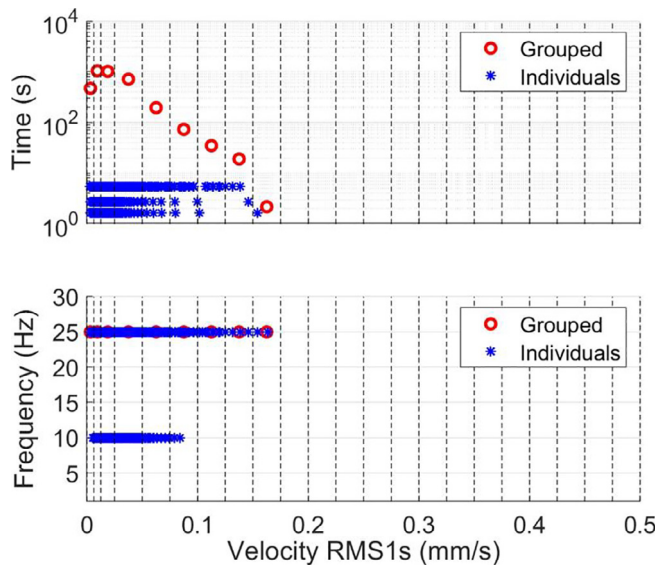 10^4
Grouped
Individuals
Time (s)
10^2
10^0
30
Grouped
25
Individuals
Frequency (Hz)
20
15
10
5
0 0.1 0.2 0.3 0.4 0.5
Velocity RMS1s (mm/s)